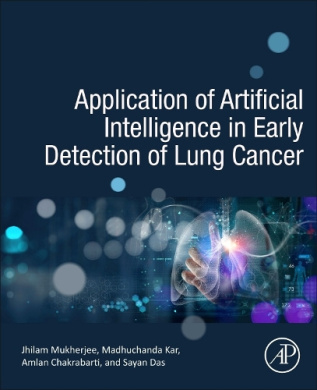 Application of Artificial
Intelligence in Early
Detection of Lung Cancer
Jhilam Mukherjee, Madhuchanda Kar,
Amlan Chakrabarti, and Sayan Das
AP